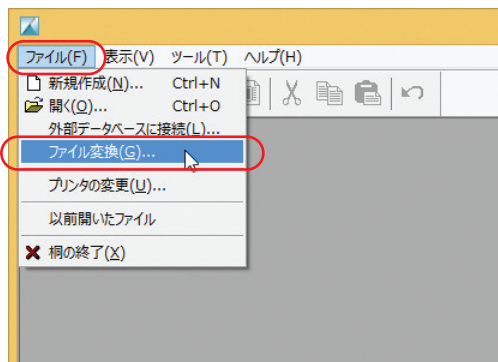 ファイル(F) 表示(V) ツール(T) ヘルプ(H)
新規作成(N)... Ctrl+N
開く(O)... Ctrl+O
外部データベースに接続(L)...
ファイル変換(G)...
プリンタの変更(U)...
以前開いたファイル
桐の終了(X)